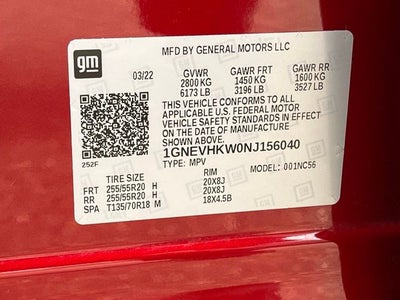 gm
MFD BY GENERAL MOTORS LLC
03/22 GVWR GAWR FRT GAWR RR
2800 KG 1450 KG 1600 KG
6173 LB 3196 LB 3527 LB
THIS VEHICLE CONFORMS TO ALL
APPLICABLE U.S. FEDERAL MOTOR
VEHICLE SAFETY STANDARDS IN EFFECT
ON THE DATE OF MANUFACTURE
SHOWN ABOVE.
1GNEVHKW0NJ156040
TYPE: MPV MODEL: 001NC56
252F
TIRE SIZE RIM
FRT 255/55R20 H 20X8J
RR 255/55R20 H 20X8J
SPA T135/70R18 M 18X4.5B